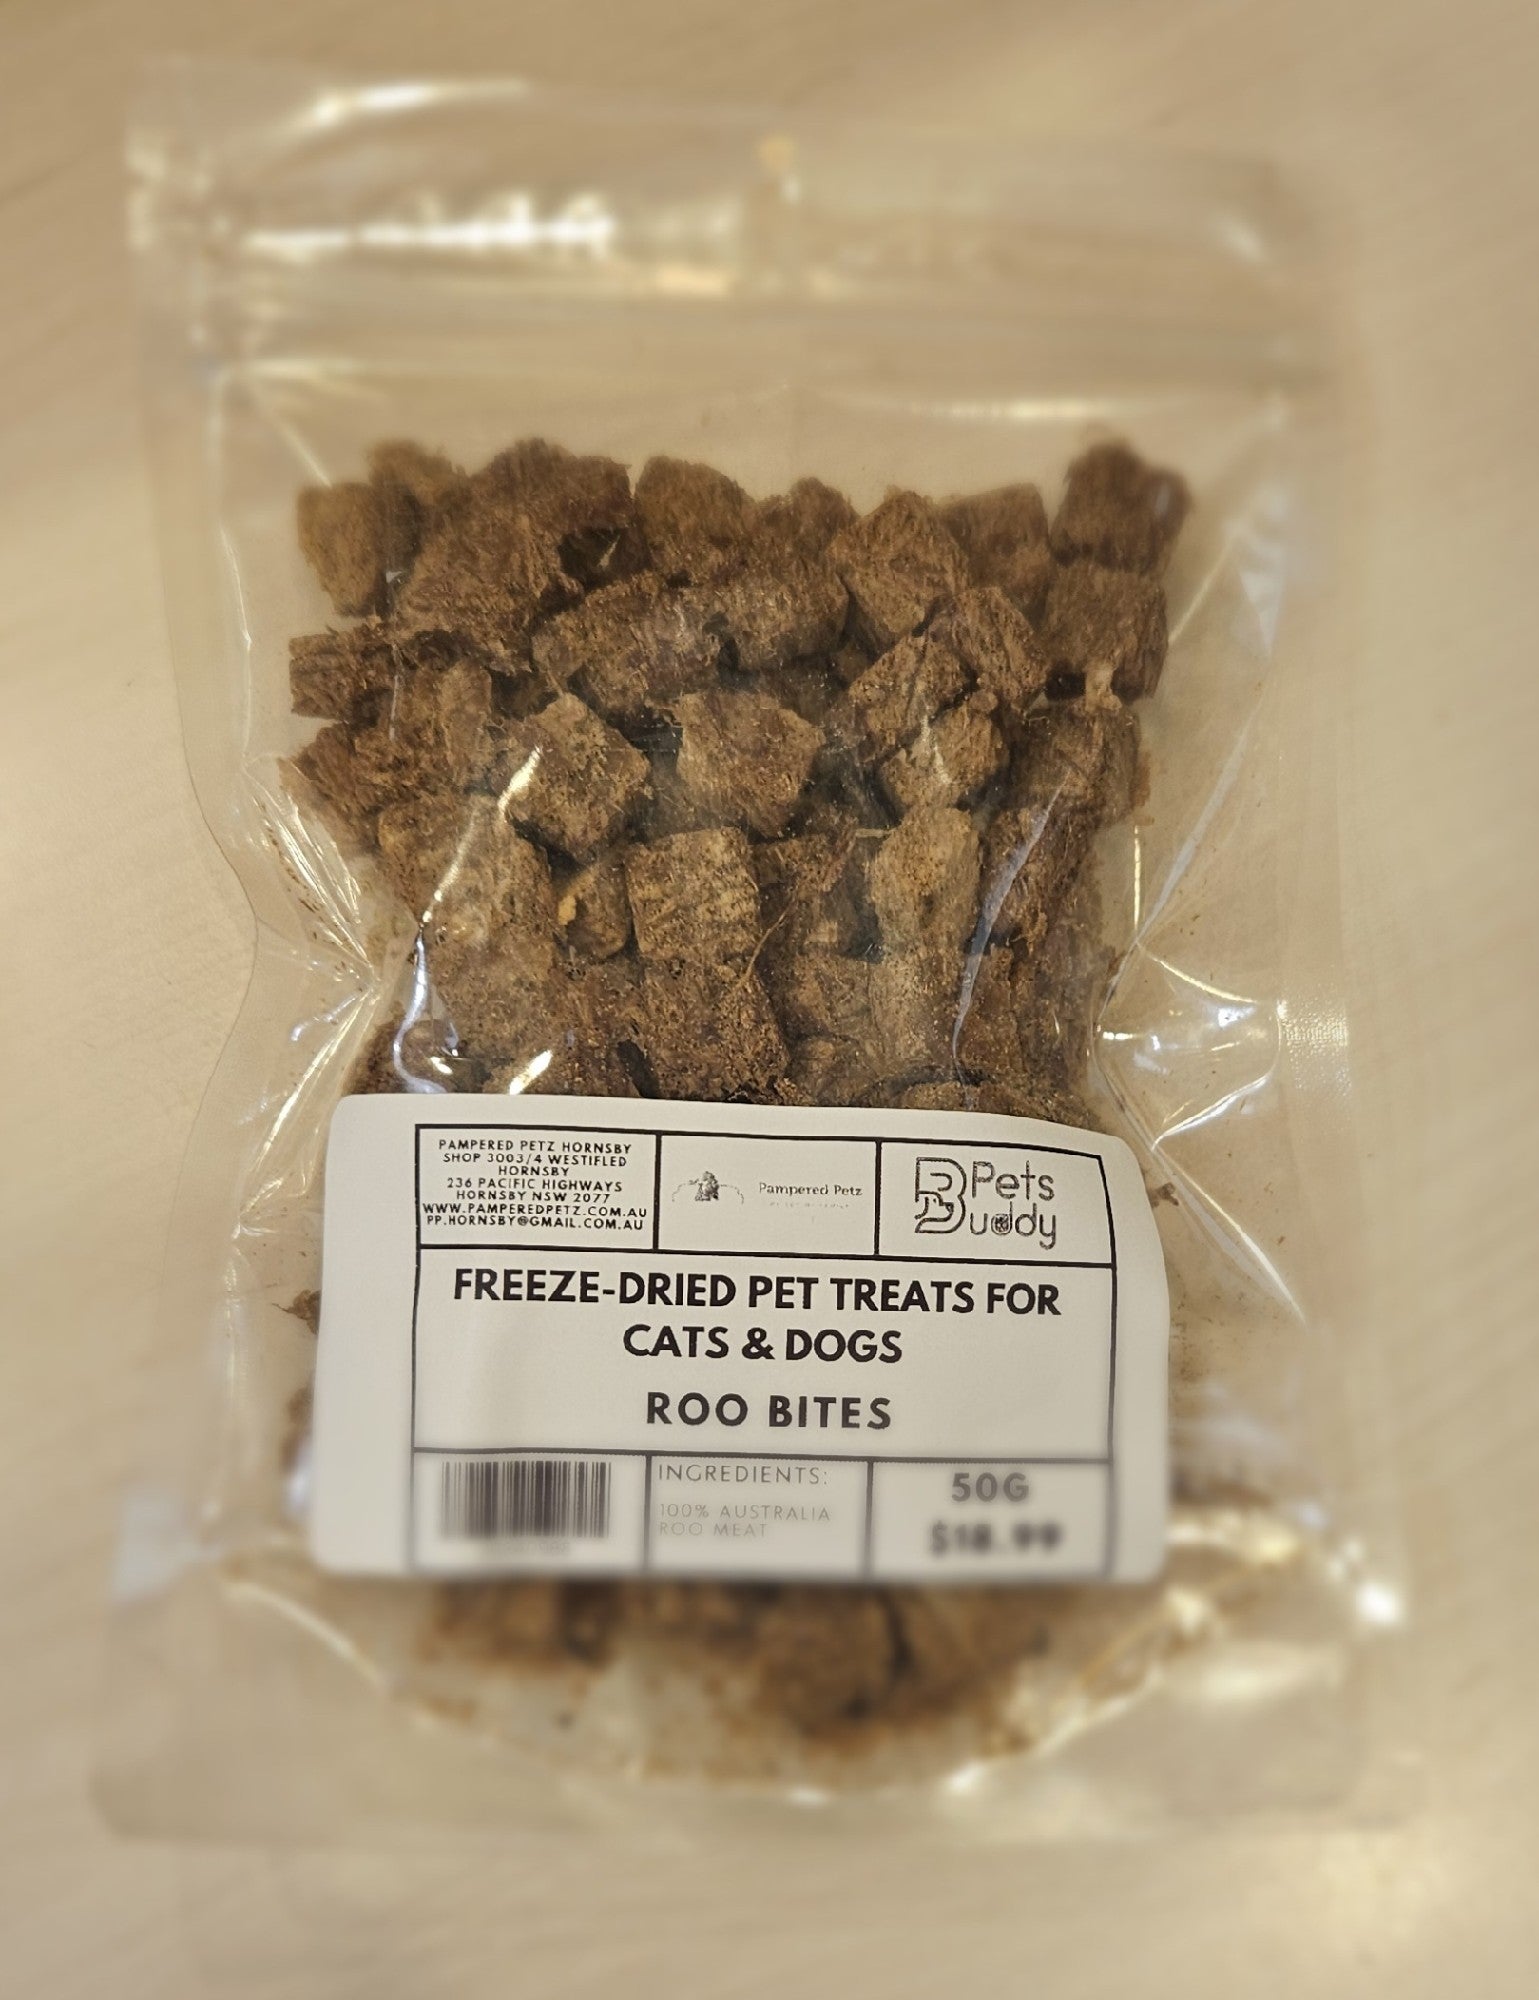 PAMPERED PETZ HORNSBY
SHOP 3003/4 WESTIFLED
HORNSBY
236 PACIFIC HIGHWAYS
HORNSBY NSW 2077
WWW.PAMPEREDPETZ.COM.AU
PP.HORNSBY@GMAIL.COM.AU
Pampered Petz
Pets
Buddy
FREEZE-DRIED PET TREATS FOR
CATS & DOGS
ROO BITES
INGREDIENTS:
100% AUSTRALIA
ROO MEAT
50G
$18.99